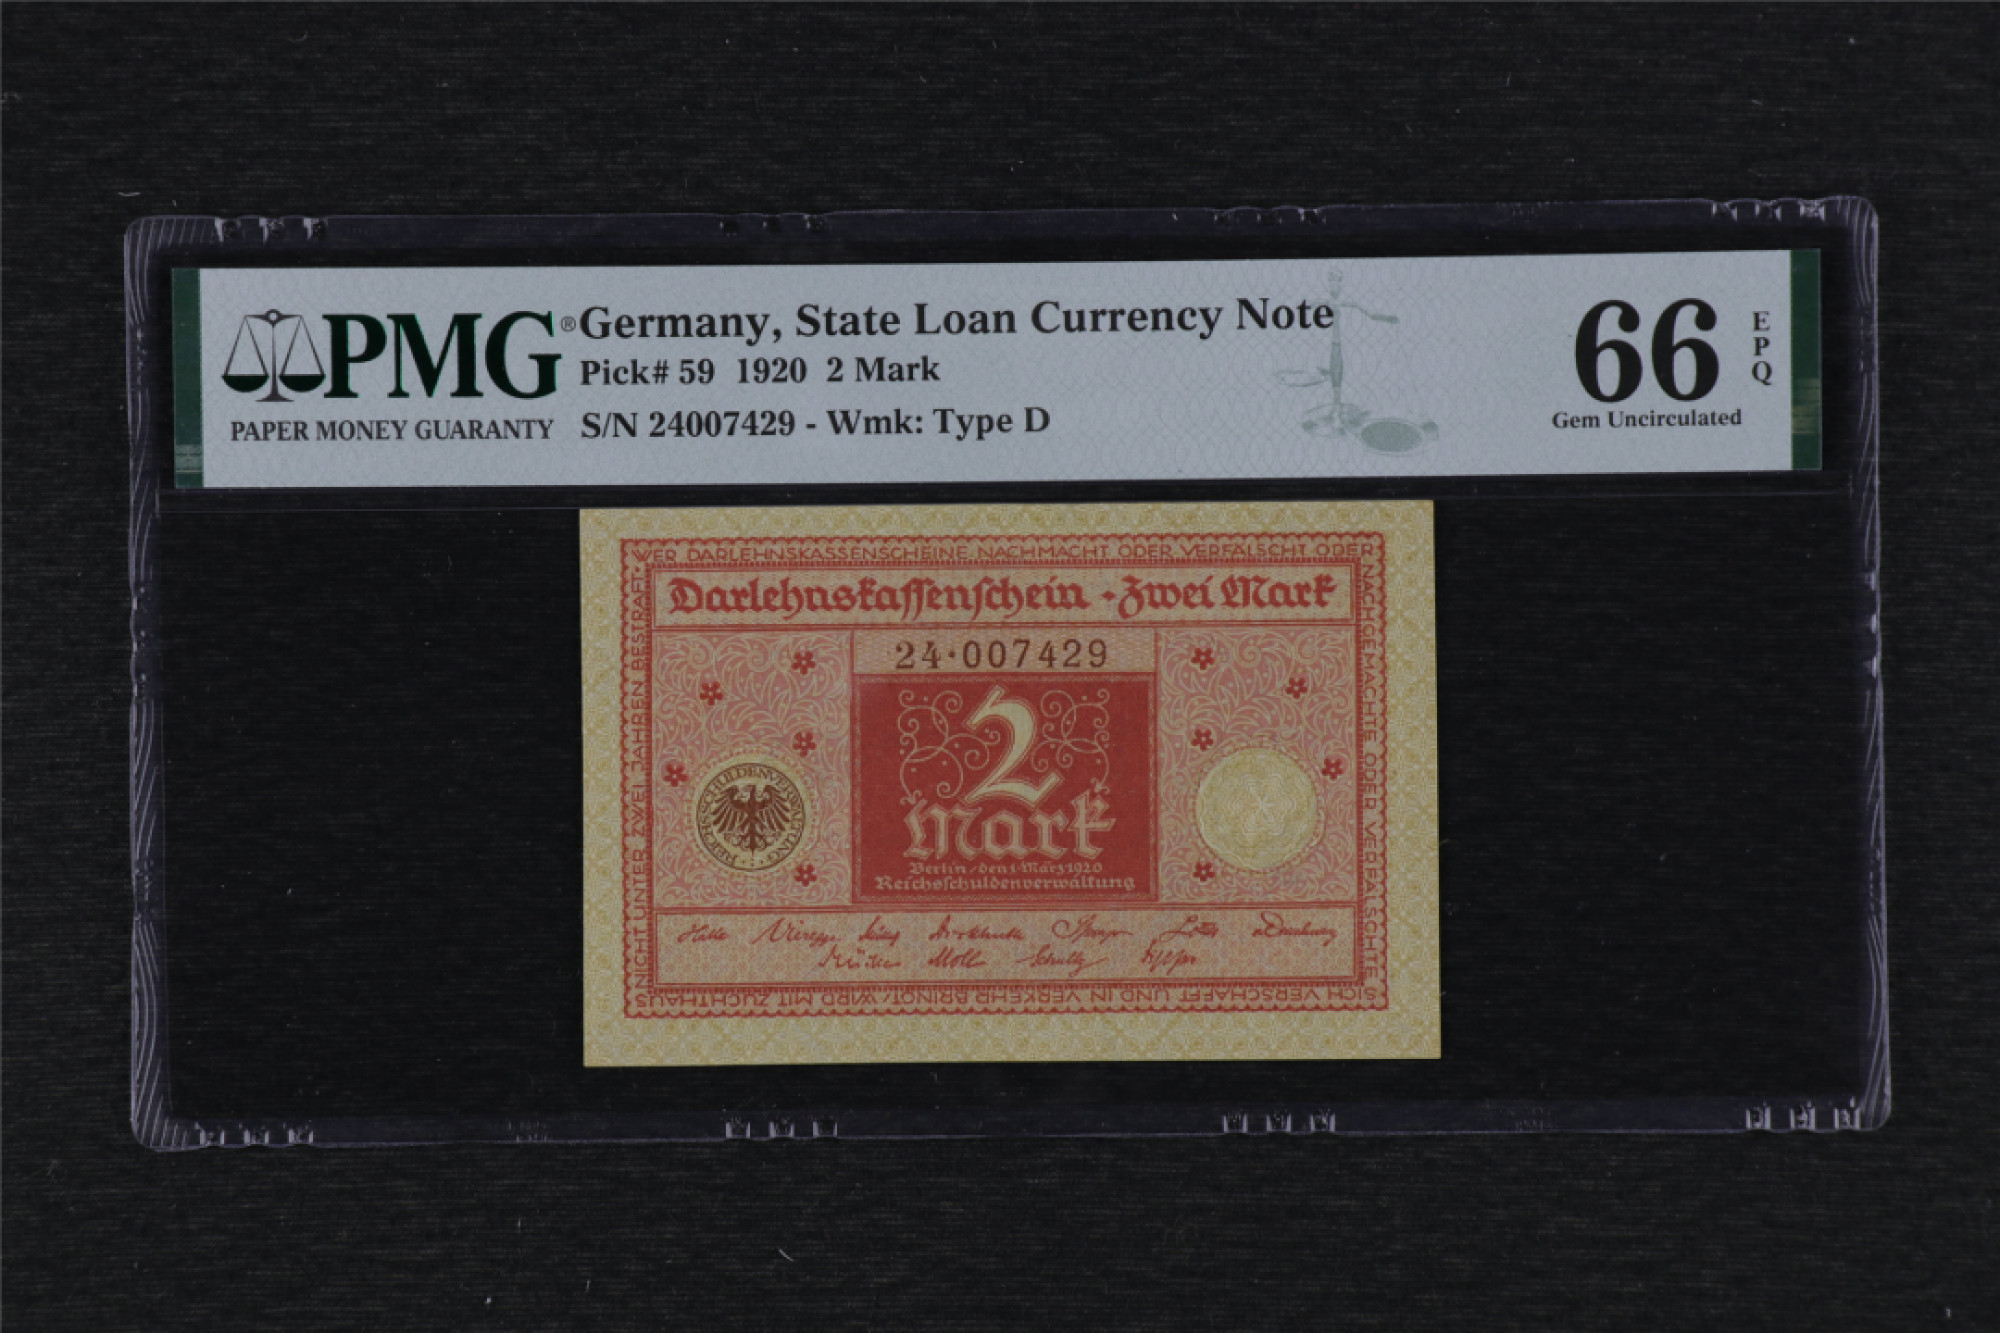 PMG®
PAPER MONEY GUARANTY
Germany, State Loan Currency Note
Pick# 59 1920 2 Mark
S/N 24007429 - Wmk: Type D
66
EPQ
Gem Uncirculated
WER DARLEHNSKASSENSCHEINE NACHMACHT ODER VERFÄLSCHT ODER
NACHGEMACHTE ODER VERFÄLSCHTE
SICH VERSCHAFFT UND IN VERKEHR BRINGT, WIRD MIT ZUCHTHAUS
NICHT UNTER ZWEI JAHREN BESTRAFT
Darlehnskassenschein · Zwei Mark
24·007429
2
Mark
Berlin, den 1. März 1920
Reichsschuldenverwaltung
REICHSSCHULDENVERWALTUNG
Moll